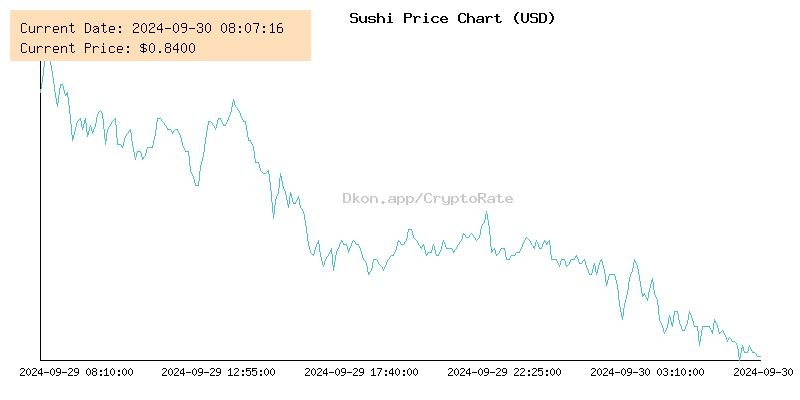 Sushi Price Chart (USD)
Current Date: 2024-09-30 08:07:16
Current Price: $0.8400
Dkon.app/CryptoRate
2024-09-29 08:10:00 2024-09-29 12:55:00 2024-09-29 17:40:00 2024-09-29 22:25:00 2024-09-30 03:10:00 2024-09-30